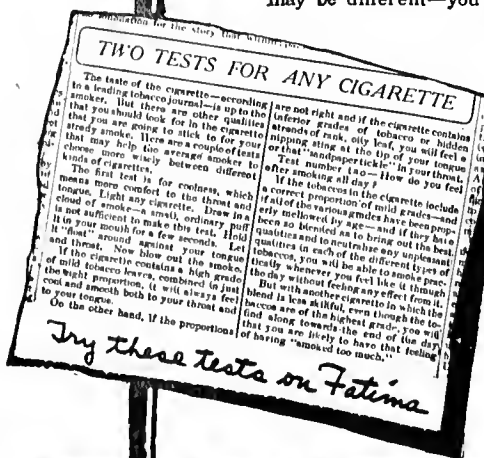 may be different—you
foundation for the story that
TWO TESTS FOR ANY CIGARETTE
The taste of the cigarette—according
to a leading tobacco journal—is up to the
smoker. But there are other qualities
that you should look for in the cigarette
that you are going to stick to for your
steady smoke. Here are a couple of tests
that may help the average smoker to
choose more wisely between different
kinds of cigarettes.
The first test is for coolness, which
means more comfort to the throat and
tongue. Light any cigarette. Draw in a
cloud of smoke—a small, ordinary puff
is not sufficient to make this test. Hold
it in your mouth for a few seconds. Let
it "dust" around against your tongue
and throat. Now blow out the smoke.
If the cigarette contains a high grade
of mild tobacco leaves, combined in just
the right proportion, it will always feel
cool and smooth both to your throat and
to your tongue.
On the other hand, if the proportions
are not right and if the cigarette contains
inferior grades of tobacco or hidden
strands of rank, oily leaf, you will feel a
nipping sting at the tip of your tongue
or that "sandpaper tickle" in your throat.
Test number two—How do you feel
after smoking all day?
If the tobaccos in the cigarette include
a correct proportion of mild grades—and
if all of the various grades have been prop-
erly mellowed by age—and if they have
been so blended as to bring out the best
qualities and to neutralize any unpleasant
qualities in each of the different types of
tobaccos, you will be able to smoke prac-
tically whenever you feel like it through
the day without feeling any effect from it.
But with another cigarette in which the
blend is less skilful, even though the to-
baccos are of the highest grade, you will
find along towards the end of the day
that you are likely to have that feeling
of having "smoked too much."
Try these tests on Fatima